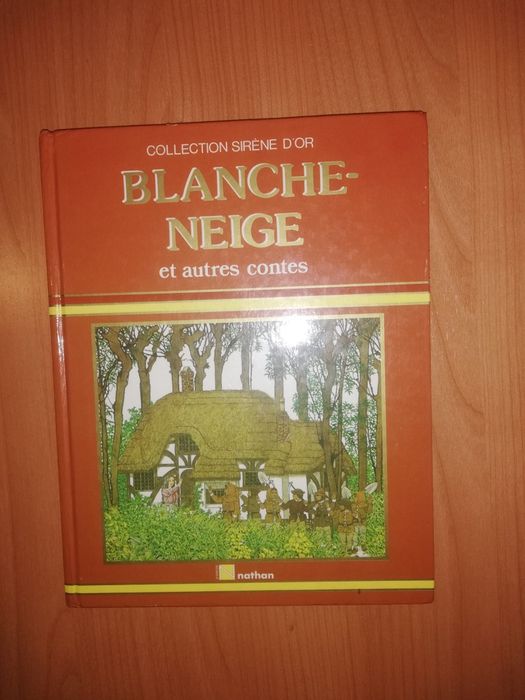 COLLECTION SIRÈNE D'OR
BLANCHE-
NEIGE
et autres contes
nathan